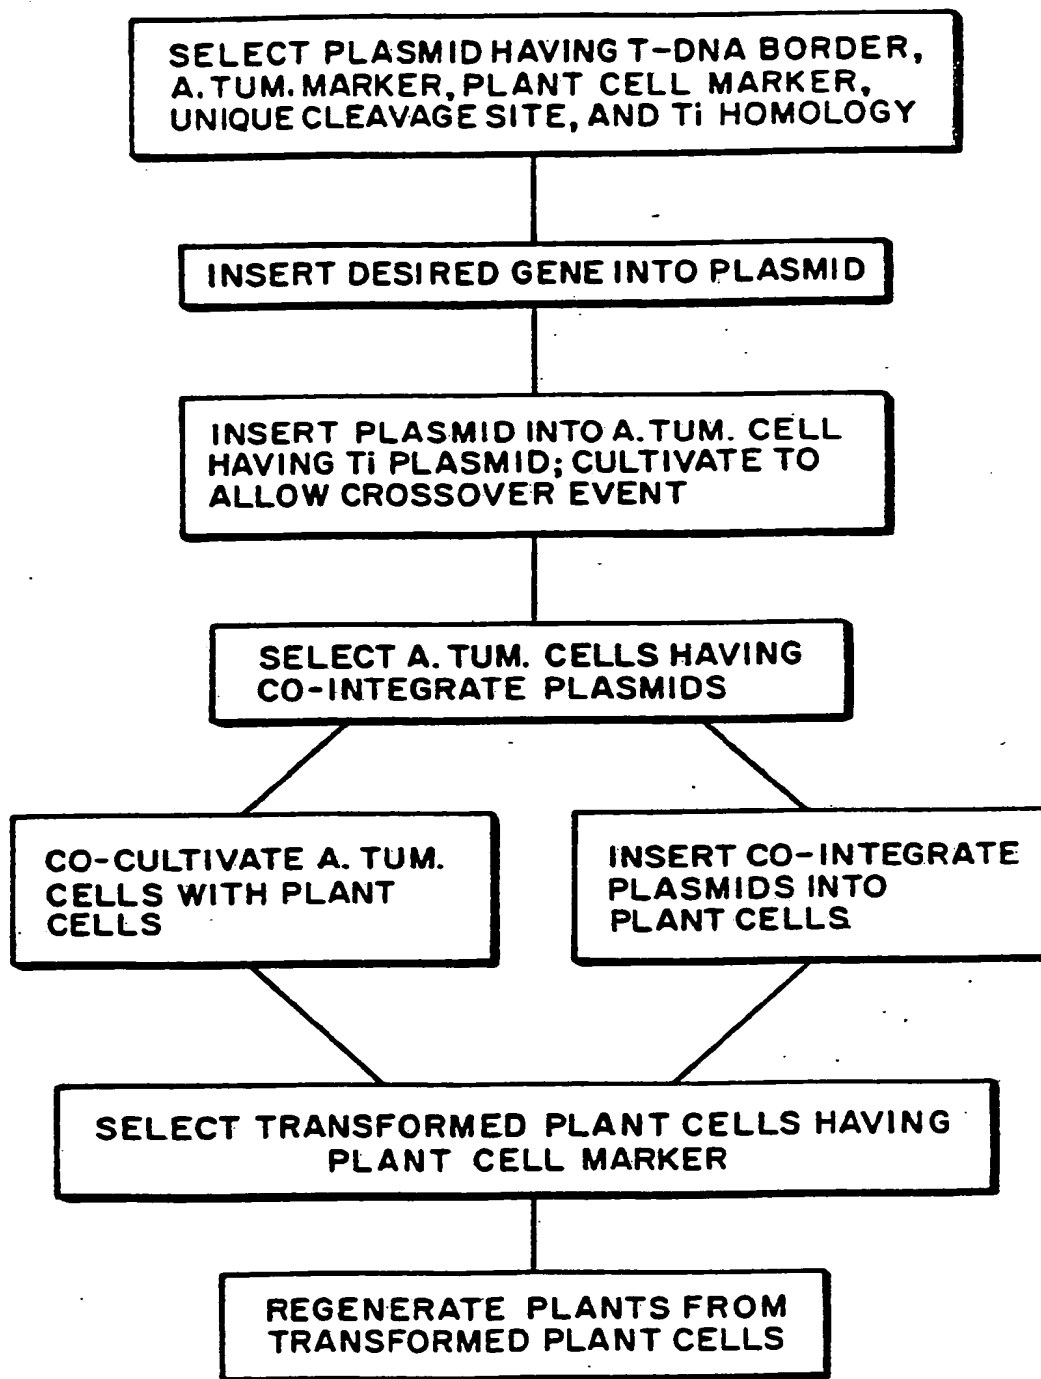 SELECT PLASMID HAVING T-DNA BORDER,
A. TUM. MARKER, PLANT CELL MARKER,
UNIQUE CLEAVAGE SITE, AND Ti HOMOLOGY
INSERT DESIRED GENE INTO PLASMID
INSERT PLASMID INTO A. TUM. CELL
HAVING Ti PLASMID; CULTIVATE TO
ALLOW CROSSOVER EVENT
SELECT A. TUM. CELLS HAVING
CO-INTEGRATE PLASMIDS
CO-CULTIVATE A. TUM.
CELLS WITH PLANT
CELLS
INSERT CO-INTEGRATE
PLASMIDS INTO
PLANT CELLS
SELECT TRANSFORMED PLANT CELLS HAVING
PLANT CELL MARKER
REGENERATE PLANTS FROM
TRANSFORMED PLANT CELLS